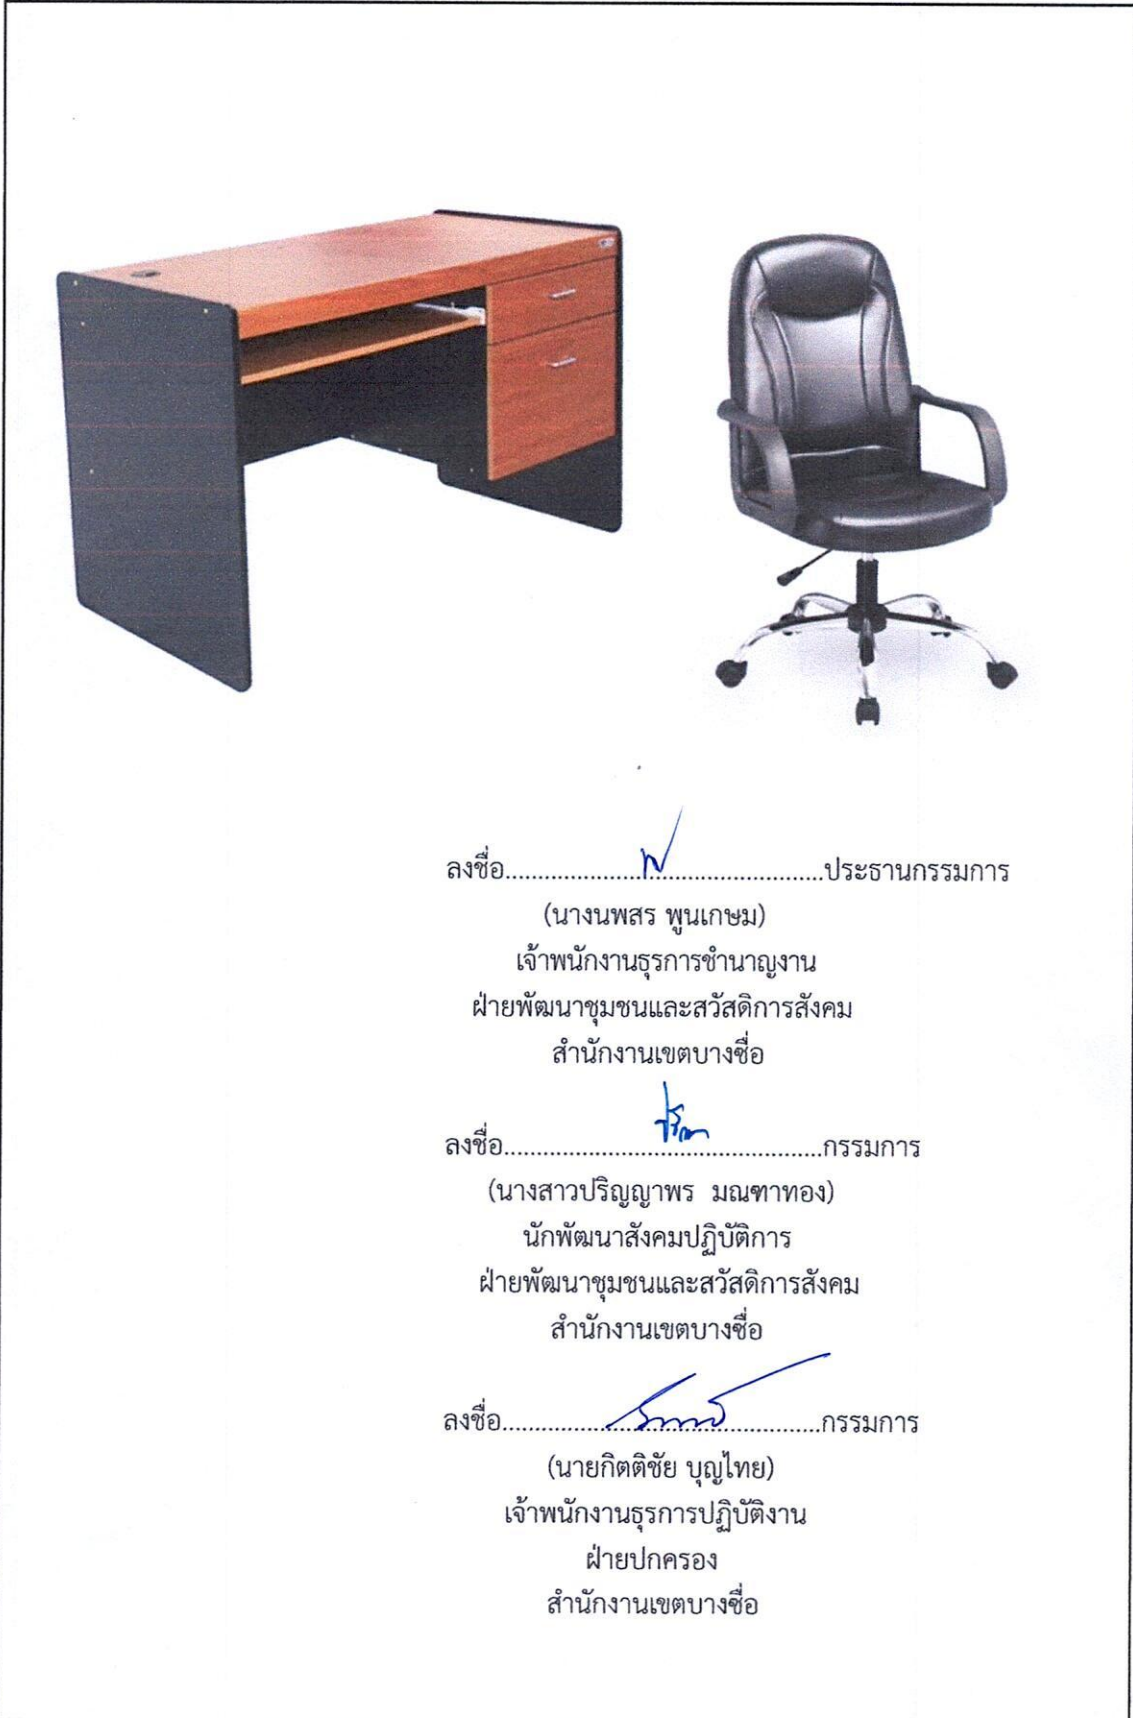 ลงชื่อ.................................................ประธานกรรมการ
(นางนพสร พูนเกษม)
เจ้าพนักงานธุรการชำนาญงาน
ฝ่ายพัฒนาชุมชนและสวัสดิการสังคม
สำนักงานเขตบางซื่อ
ลงชื่อ.................................................กรรมการ
(นางสาวปริญญาพร มณฑาทอง)
นักพัฒนาสังคมปฏิบัติการ
ฝ่ายพัฒนาชุมชนและสวัสดิการสังคม
สำนักงานเขตบางซื่อ
ลงชื่อ.................................................กรรมการ
(นายกิตติชัย บุญไทย)
เจ้าพนักงานธุรการปฏิบัติงาน
ฝ่ายปกครอง
สำนักงานเขตบางซื่อ